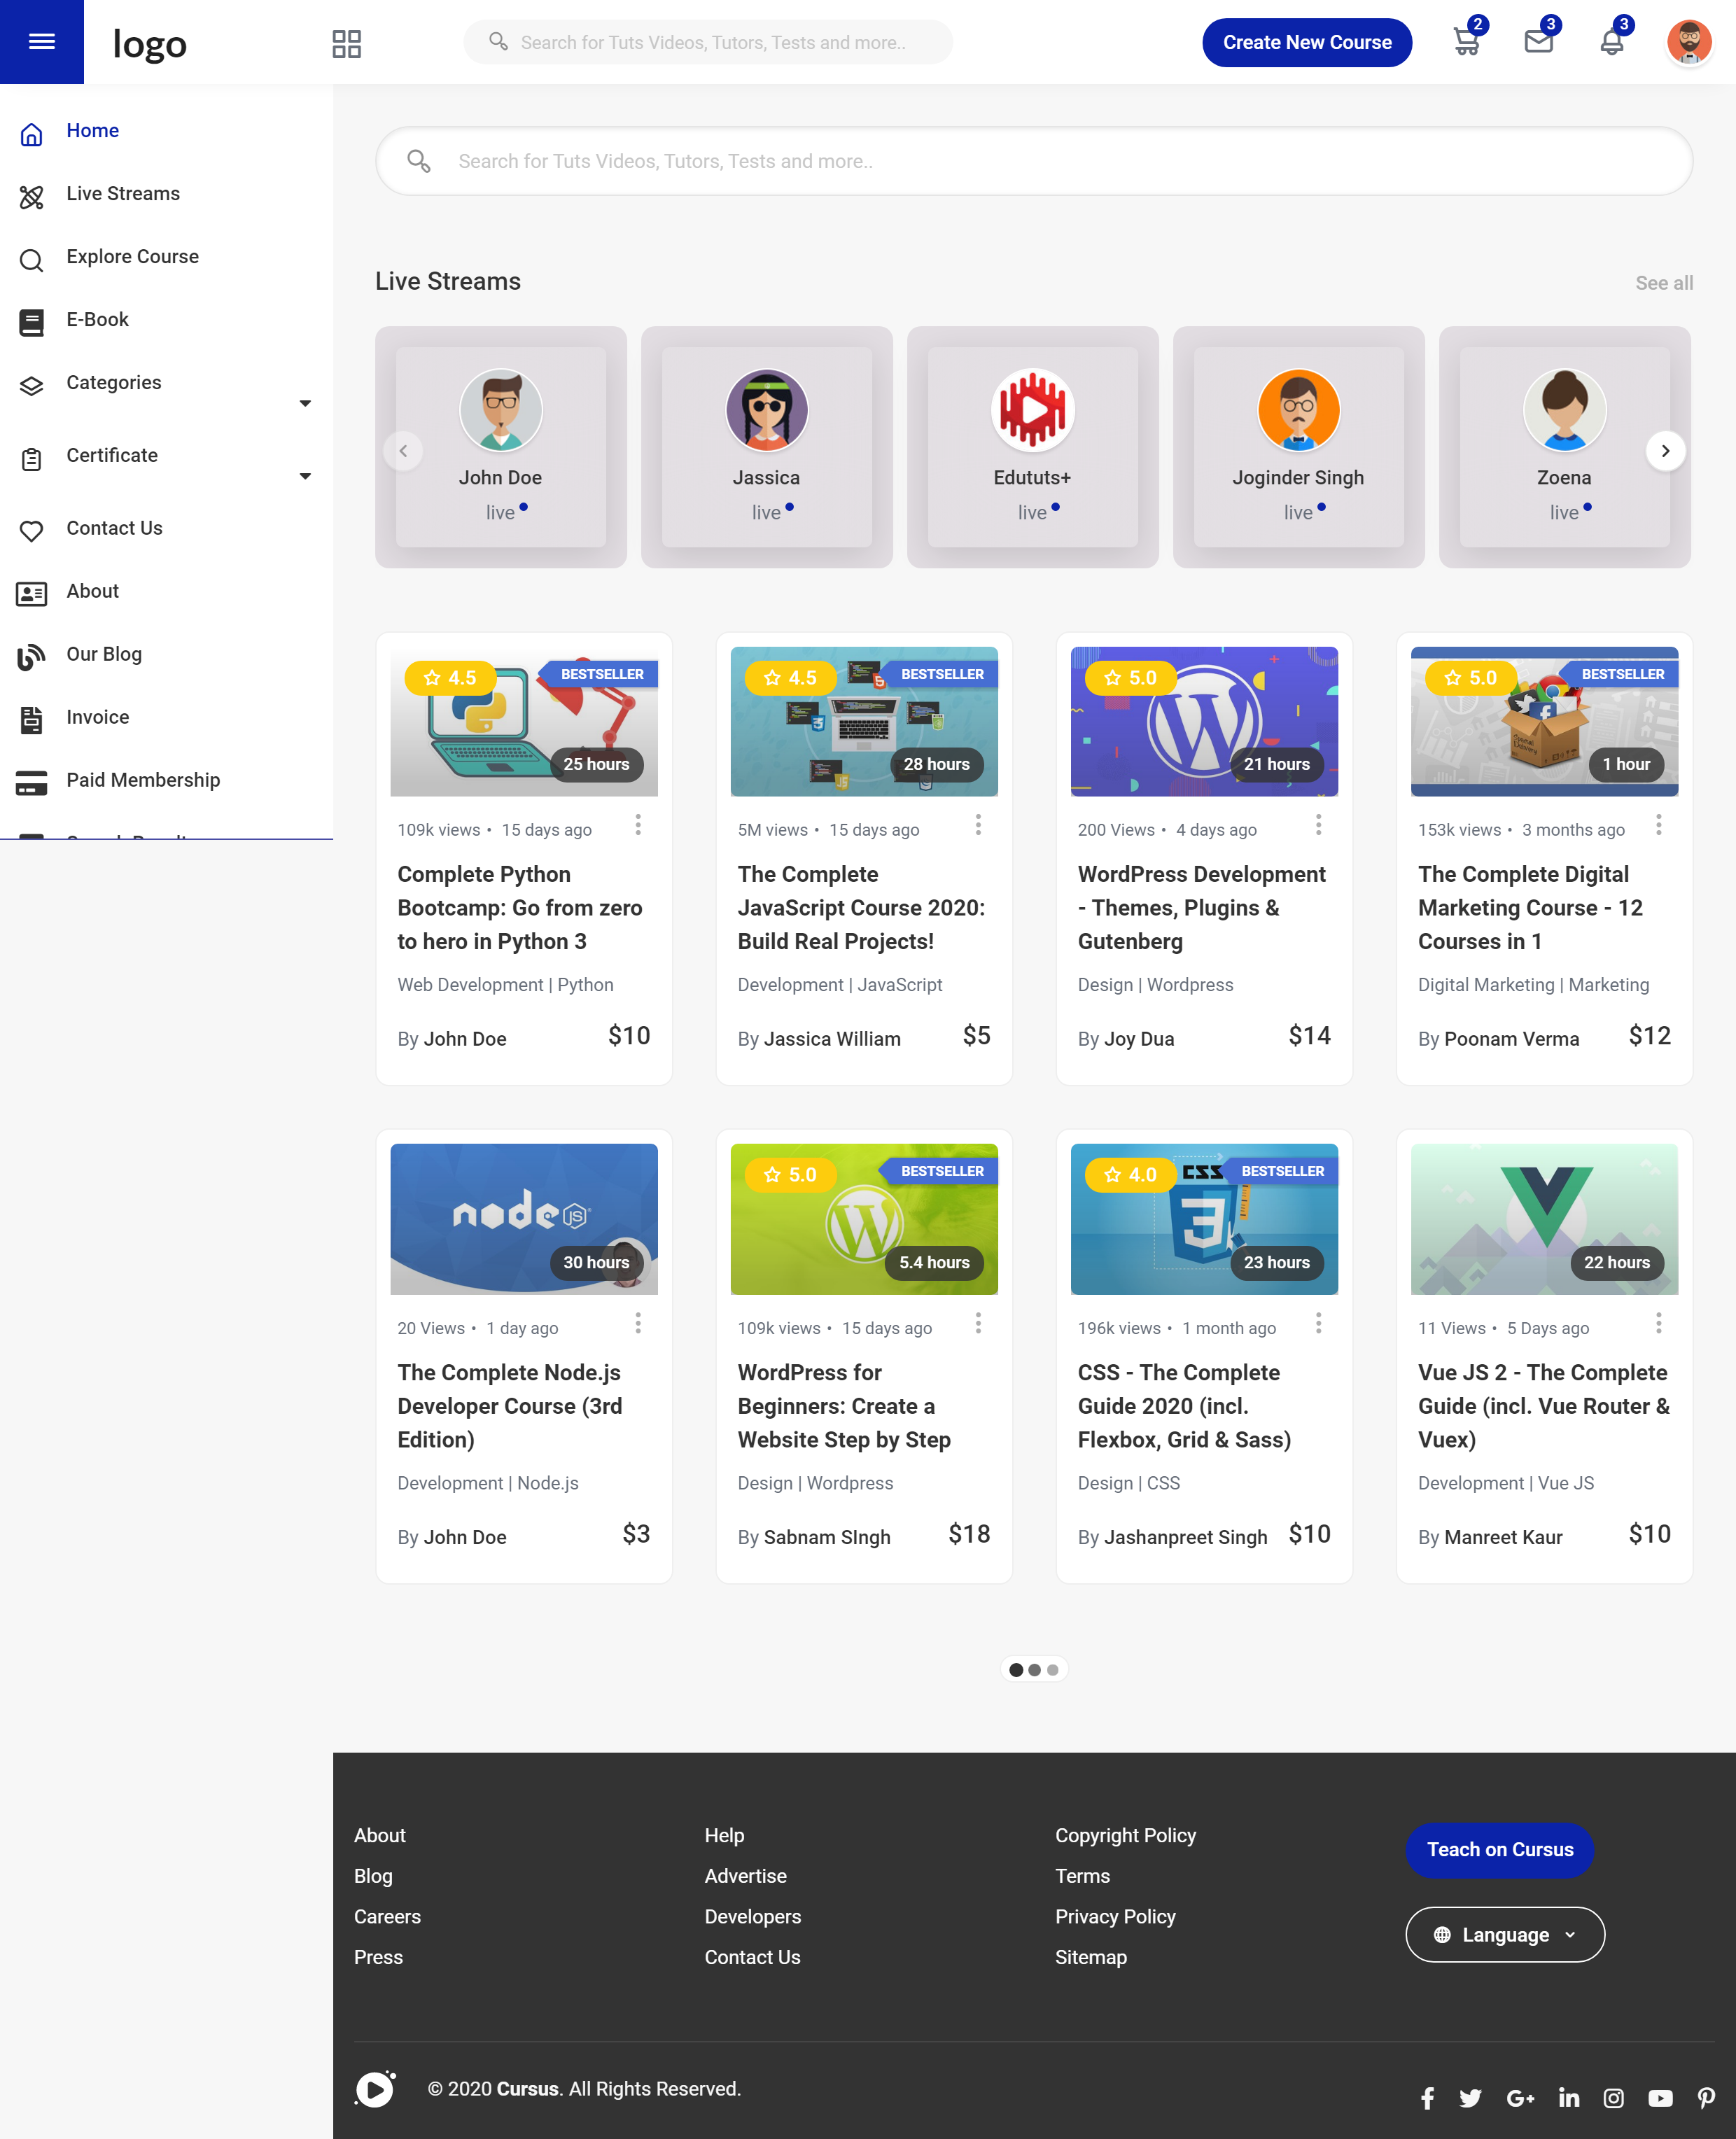 logo
Search for Tuts Videos, Tutors, Tests and more..
Create New Course
2
3
3
Home
Live Streams
Explore Course
E-Book
Categories
Certificate
Contact Us
About
Our Blog
Invoice
Paid Membership
Search for Tuts Videos, Tutors, Tests and more..
Live Streams
See all
John Doe
live
Jassica
live
Edututs+
live
Joginder Singh
live
Zoena
live
4.5
BESTSELLER
25 hours
109k views • 15 days ago
Complete Python
Bootcamp: Go from zero
to hero in Python 3
Web Development | Python
By John Doe
$10
4.5
BESTSELLER
28 hours
5M views • 15 days ago
The Complete
JavaScript Course 2020:
Build Real Projects!
Development | JavaScript
By Jassica William
$5
5.0
BESTSELLER
21 hours
200 Views • 4 days ago
WordPress Development
- Themes, Plugins &
Gutenberg
Design | Wordpress
By Joy Dua
$14
5.0
BESTSELLER
1 hour
153k views • 3 months ago
The Complete Digital
Marketing Course - 12
Courses in 1
Digital Marketing | Marketing
By Poonam Verma
$12
node JS
30 hours
20 Views • 1 day ago
The Complete Node.js
Developer Course (3rd
Edition)
Development | Node.js
By John Doe
$3
5.0
BESTSELLER
5.4 hours
109k views • 15 days ago
WordPress for
Beginners: Create a
Website Step by Step
Design | Wordpress
By Sabnam SIngh
$18
4.0
CSS
BESTSELLER
3
23 hours
196k views • 1 month ago
CSS - The Complete
Guide 2020 (incl.
Flexbox, Grid & Sass)
Design | CSS
By Jashanpreet Singh
$10
22 hours
11 Views • 5 Days ago
Vue JS 2 - The Complete
Guide (incl. Vue Router &
Vuex)
Development | Vue JS
By Manreet Kaur
$10
About
Blog
Careers
Press
Help
Advertise
Developers
Contact Us
Copyright Policy
Terms
Privacy Policy
Sitemap
Teach on Cursus
Language
© 2020 Cursus. All Rights Reserved.